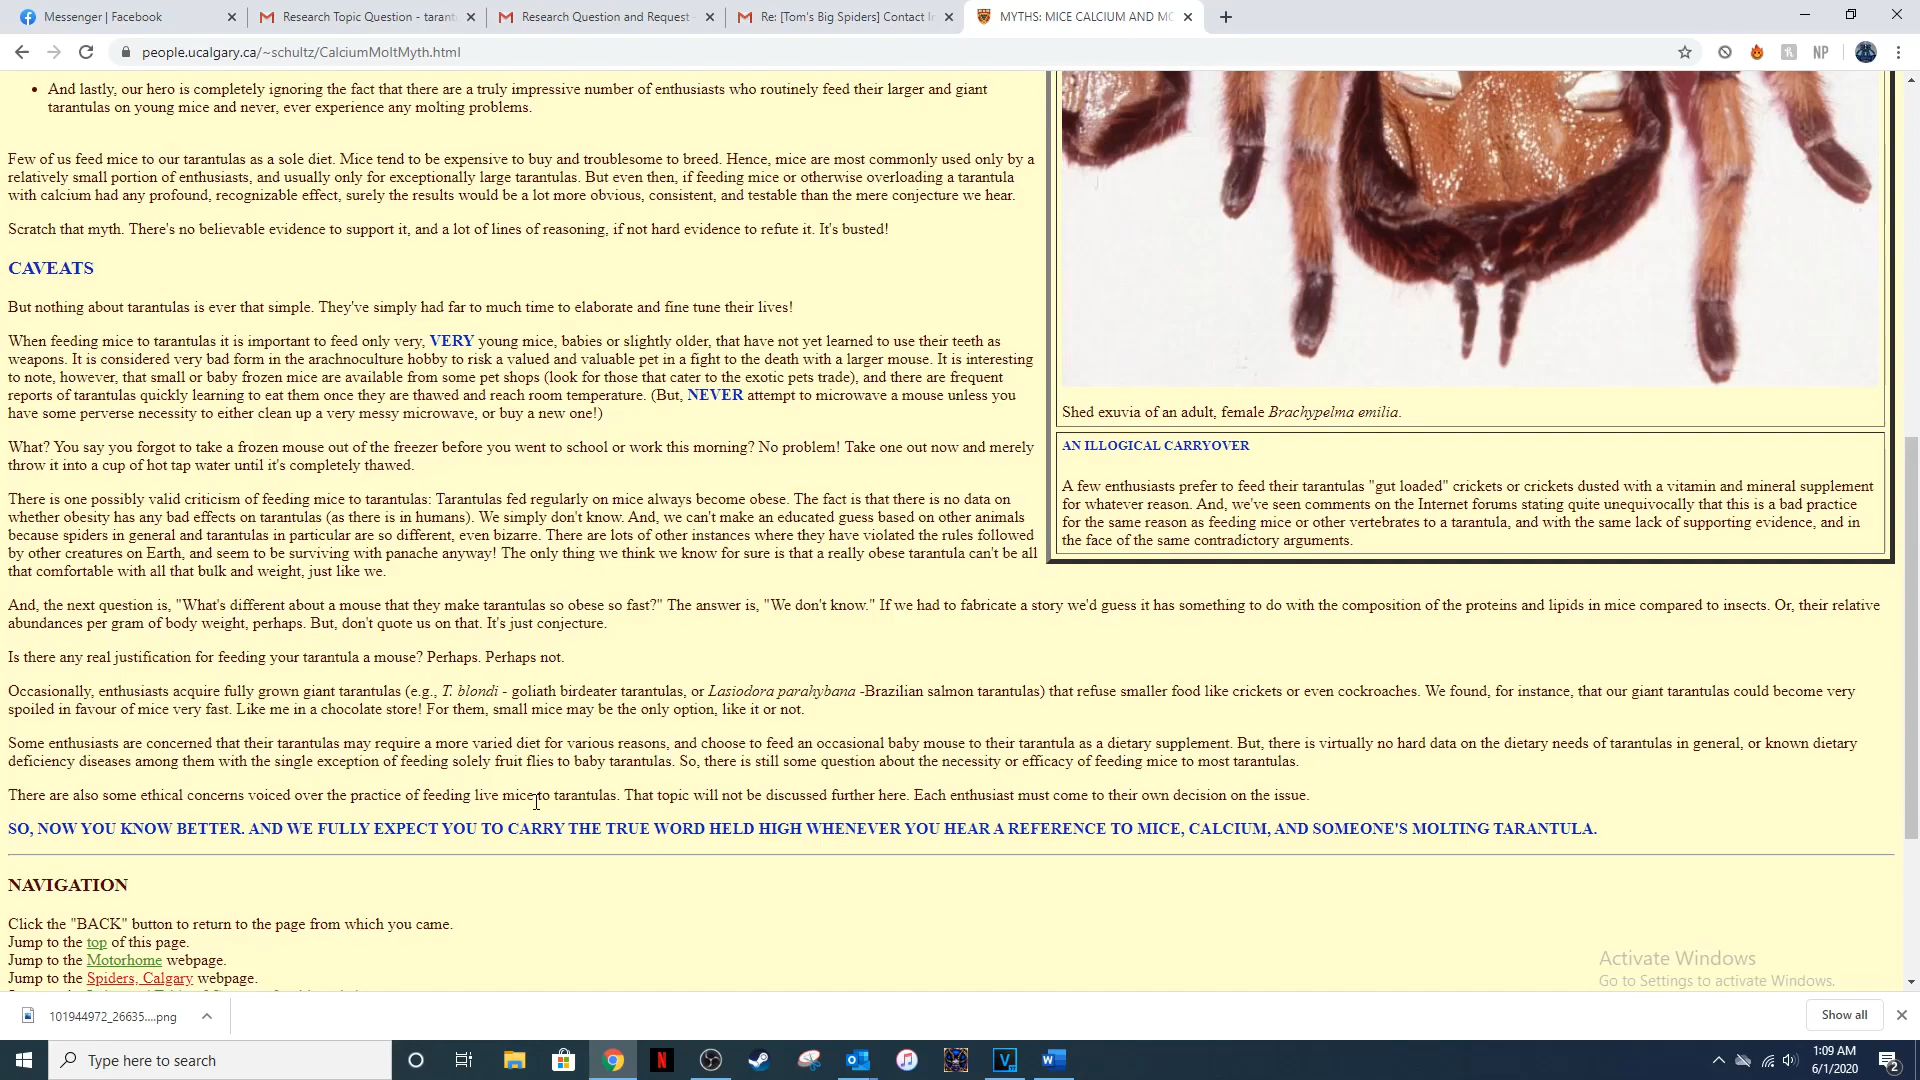 Messenger | Facebook
Research Topic Question - tarant
Research Question and Request
Re: [Tom's Big Spiders] Contact In
MYTHS: MICE CALCIUM AND MO
people.ucalgary.ca/~schultz/CalciumMoltMyth.html
NP
And lastly, our hero is completely ignoring the fact that there are a truly impressive number of enthusiasts who routinely feed their larger and giant
tarantulas on young mice and never, ever experience any molting problems.
Few of us feed mice to our tarantulas as a sole diet. Mice tend to be expensive to buy and troublesome to breed. Hence, mice are most commonly used only by a
relatively small portion of enthusiasts, and usually only for exceptionally large tarantulas. But even then, if feeding mice or otherwise overloading a tarantula
with calcium had any profound, recognizable effect, surely the results would be a lot more obvious, consistent, and testable than the mere conjecture we hear.
Scratch that myth. There's no believable evidence to support it, and a lot of lines of reasoning, if not hard evidence to refute it. It's busted!
CAVEATS
But nothing about tarantulas is ever that simple. They've simply had far to much time to elaborate and fine tune their lives!
When feeding mice to tarantulas it is important to feed only very, VERY young mice, babies or slightly older, that have not yet learned to use their teeth as
weapons. It is considered very bad form in the arachnoculture hobby to risk a valued and valuable pet in a fight to the death with a larger mouse. It is interesting
to note, however, that small or baby frozen mice are available from some pet shops (look for those that cater to the exotic pets trade), and there are frequent
reports of tarantulas quickly learning to eat them once they are thawed and reach room temperature. (But, NEVER attempt to microwave a mouse unless you
have some perverse necessity to either clean up a very messy microwave, or buy a new one!)
What? You say you forgot to take a frozen mouse out of the freezer before you went to school or work this morning? No problem! Take one out now and merely
throw it into a cup of hot tap water until it's completely thawed.
There is one possibly valid criticism of feeding mice to tarantulas: Tarantulas fed regularly on mice always become obese. The fact is that there is no data on
whether obesity has any bad effects on tarantulas (as there is in humans). We simply don't know. And, we can't make an educated guess based on other animals
because spiders in general and tarantulas in particular are so different, even bizarre. There are lots of other instances where they have violated the rules followed
by other creatures on Earth, and seem to be surviving with panache anyway! The only thing we think we know for sure is that a really obese tarantula can't be all
that comfortable with all that bulk and weight, just like we.
Shed exuvia of an adult, female Brachypelma emilia.
AN ILLOGICAL CARRYOVER
A few enthusiasts prefer to feed their tarantulas "gut loaded" crickets or crickets dusted with a vitamin and mineral supplement
for whatever reason. And, we've seen comments on the Internet forums stating quite unequivocally that this is a bad practice
for the same reason as feeding mice or other vertebrates to a tarantula, and with the same lack of supporting evidence, and in
the face of the same contradictory arguments.
And, the next question is, "What's different about a mouse that they make tarantulas so obese so fast?" The answer is, "We don't know." If we had to fabricate a story we'd guess it has something to do with the composition of the proteins and lipids in mice compared to insects. Or, their relative
abundances per gram of body weight, perhaps. But, don't quote us on that. It's just conjecture.
Is there any real justification for feeding your tarantula a mouse? Perhaps. Perhaps not.
Occasionally, enthusiasts acquire fully grown giant tarantulas (e.g., T. blondi - goliath birdeater tarantulas, or Lasiodora parahybana -Brazilian salmon tarantulas) that refuse smaller food like crickets or even cockroaches. We found, for instance, that our giant tarantulas could become very
spoiled in favour of mice very fast. Like me in a chocolate store! For them, small mice may be the only option, like it or not.
Some enthusiasts are concerned that their tarantulas may require a more varied diet for various reasons, and choose to feed an occasional baby mouse to their tarantula as a dietary supplement. But, there is virtually no hard data on the dietary needs of tarantulas in general, or known dietary
deficiency diseases among them with the single exception of feeding solely fruit flies to baby tarantulas. So, there is still some question about the necessity or efficacy of feeding mice to most tarantulas.
There are also some ethical concerns voiced over the practice of feeding live mice to tarantulas. That topic will not be discussed further here. Each enthusiast must come to their own decision on the issue.
SO, NOW YOU KNOW BETTER. AND WE FULLY EXPECT YOU TO CARRY THE TRUE WORD HELD HIGH WHENEVER YOU HEAR A REFERENCE TO MICE, CALCIUM, AND SOMEONE'S MOLTING TARANTULA.
NAVIGATION
Click the "BACK" button to return to the page from which you came.
Jump to the top of this page.
Jump to the Motorhome webpage.
Jump to the Spiders, Calgary webpage.
Activate Windows
Go to Settings to activate Windows.
101944972_26635....png
Show all
Type here to search
1:09 AM
6/1/2020
2